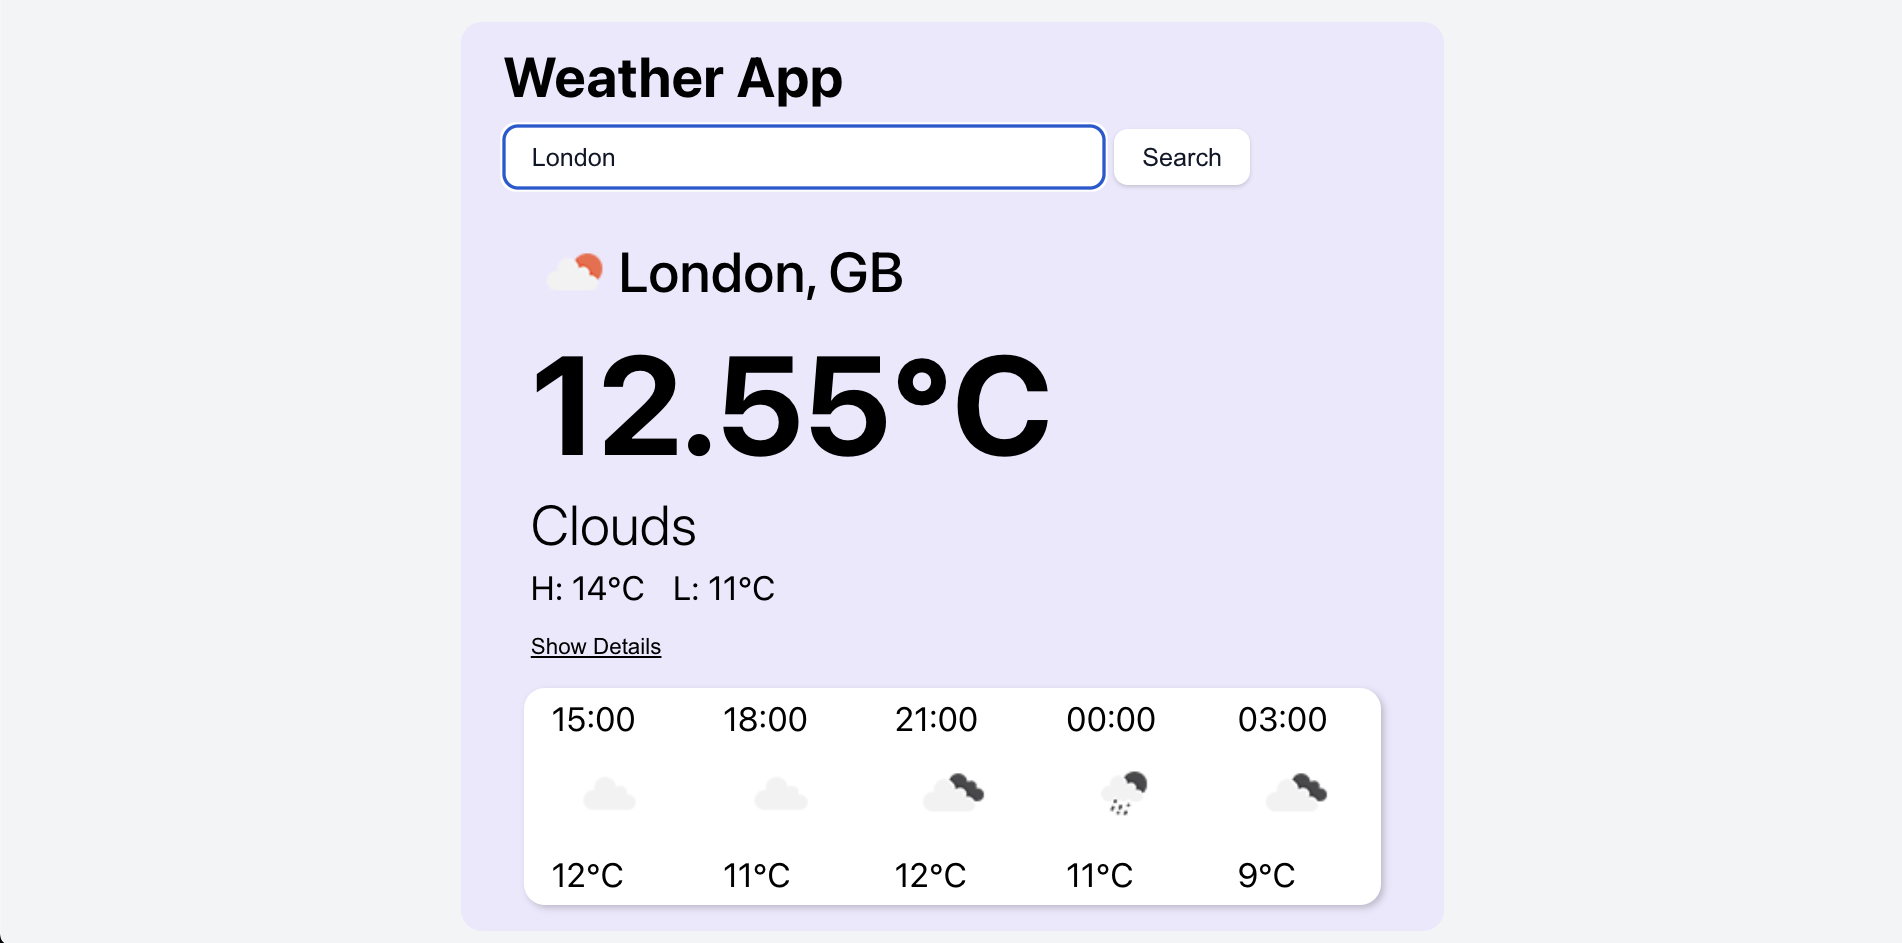 Weather App
London
Search
London, GB
12.55°C
Clouds
H: 14°C L: 11°C
Show Details
15:00 18:00 21:00 00:00 03:00
12°C 11°C 12°C 11°C 9°C